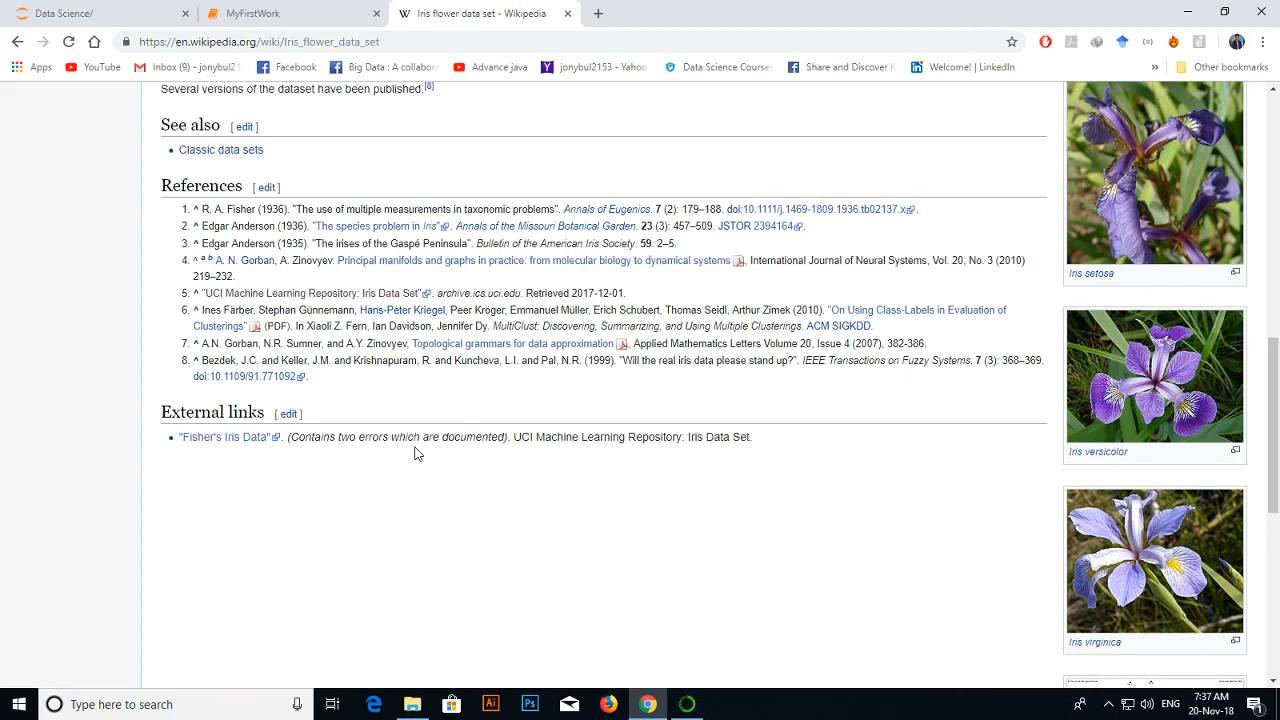 Data Science/
MyFirstWork
Iris flower data set - Wikipedia
https://en.wikipedia.org/wiki/Iris_flower_data_set
Apps
YouTube
Inbox (9) - jonybul21
Facebook
Big Data : A collabora
Advance java
jonybul2153 - Yahoo
Data Science Courses
Share and Discover K
Welcome! | LinkedIn
»
Other bookmarks
Several versions of the dataset have been published.[8]
See also [ edit ]
• Classic data sets
References [ edit ]
1. ^ R. A. Fisher (1936). "The use of multiple measurements in taxonomic problems". Annals of Eugenics. 7 (2): 179–188. doi:10.1111/j.1469-1809.1936.tb02137.x.
2. ^ Edgar Anderson (1936). "The species problem in Iris". Annals of the Missouri Botanical Garden. 23 (3): 457–509. JSTOR 2394164.
3. ^ Edgar Anderson (1935). "The irises of the Gaspé Peninsula". Bulletin of the American Iris Society. 59: 2–5.
4. ^ a b A. N. Gorban, A. Zinovyev. Principal manifolds and graphs in practice: from molecular biology to dynamical systems, International Journal of Neural Systems, Vol. 20, No. 3 (2010)
219–232.
5. ^ "UCI Machine Learning Repository: Iris Data Set". archive.ics.uci.edu. Retrieved 2017-12-01.
6. ^ Ines Färber, Stephan Günnemann, Hans-Peter Kriegel, Peer Kröger, Emmanuel Müller, Erich Schubert, Thomas Seidl, Arthur Zimek (2010). "On Using Class-Labels in Evaluation of
Clusterings" (PDF). In Xiaoli Z. Fern, Ian Davidson, Jennifer Dy. MultiClust: Discovering, Summarizing, and Using Multiple Clusterings. ACM SIGKDD.
7. ^ A.N. Gorban, N.R. Sumner, and A.Y. Zinovyev, Topological grammars for data approximation, Applied Mathematics Letters Volume 20, Issue 4 (2007), 382-386.
8. ^ Bezdek, J.C. and Keller, J.M. and Krishnapuram, R. and Kuncheva, L.I. and Pal, N.R. (1999). "Will the real iris data please stand up?". IEEE Transactions on Fuzzy Systems. 7 (3): 368–369.
doi:10.1109/91.771092.
External links [ edit ]
• "Fisher's Iris Data". (Contains two errors which are documented). UCI Machine Learning Repository: Iris Data Set.
Iris setosa
Iris versicolor
Iris virginica
Type here to search
Ai
Ps
ENG
7:37 AM
20-Nov-18
1